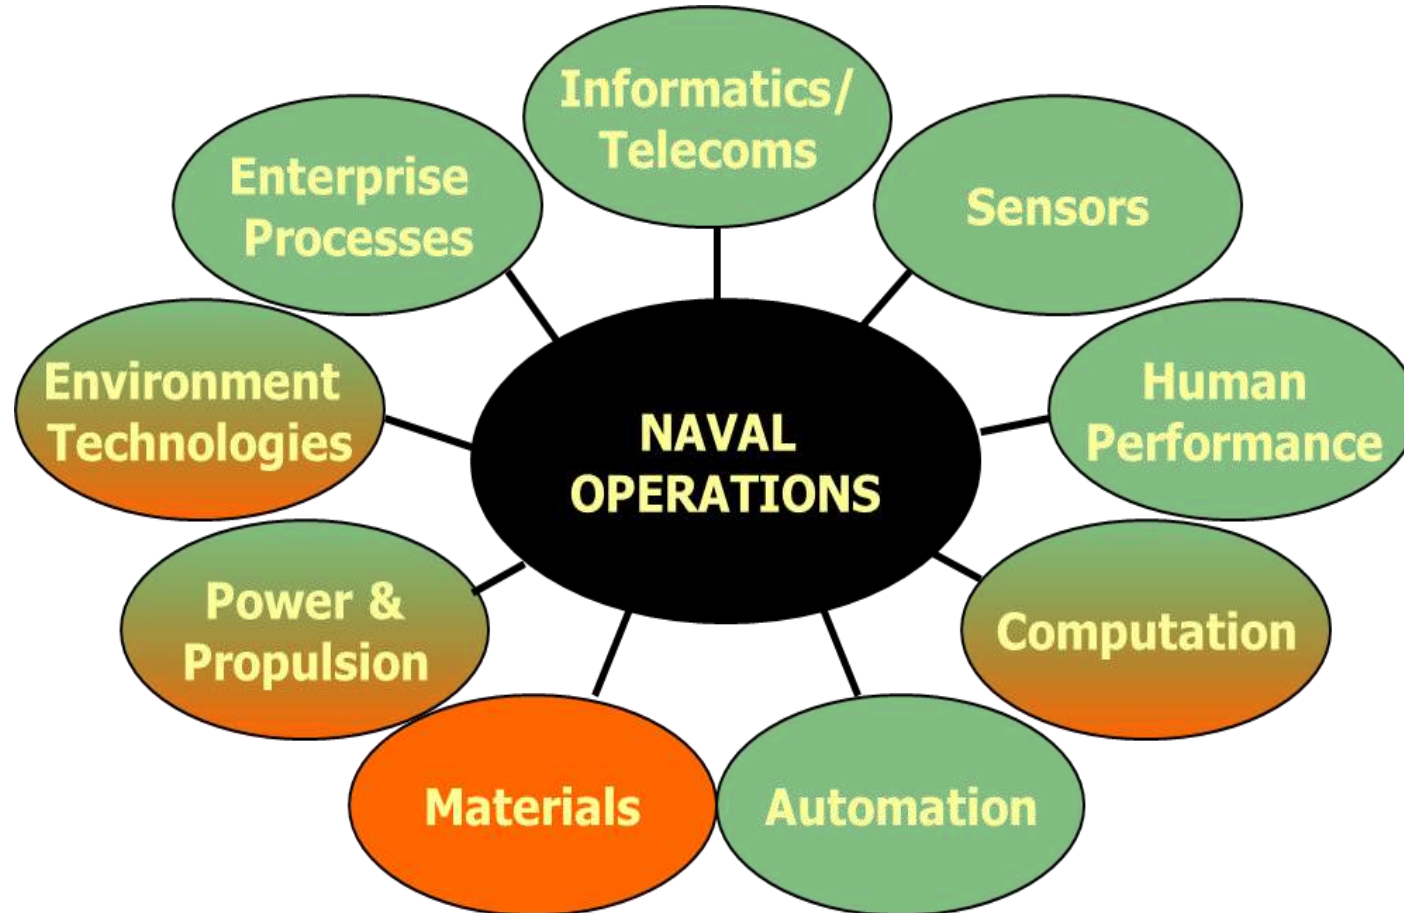 Informatics/
Telecoms
Enterprise
Processes
Sensors
Environment
Technologies
Human
Performance
NAVAL
OPERATIONS
Power &
Propulsion
Computation
Materials
Automation